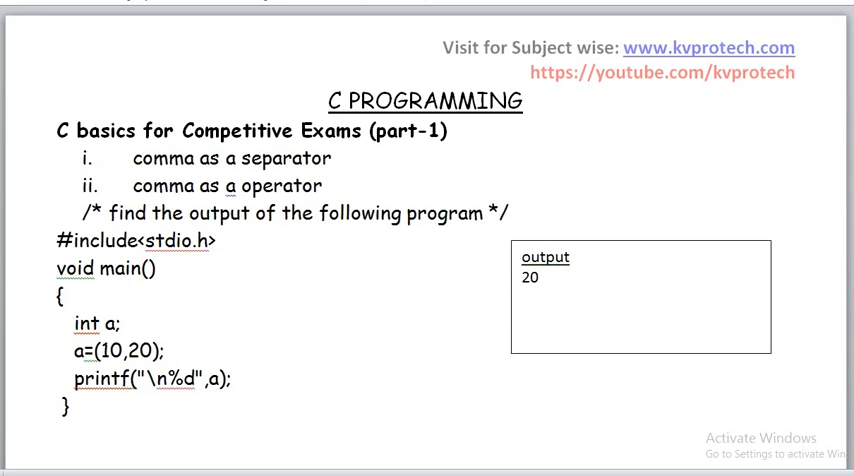 Visit for Subject wise: www.kvprotech.com
https://youtube.com/kvprotech
C PROGRAMMING
C basics for Competitive Exams (part-1)
i. comma as a separator
ii. comma as a operator
/* find the output of the following program */
#include<stdio.h>
void main()
{
int a;
a=(10,20);
printf("\n%d",a);
}
output
20
Activate Windows
Go to Settings to activate Win